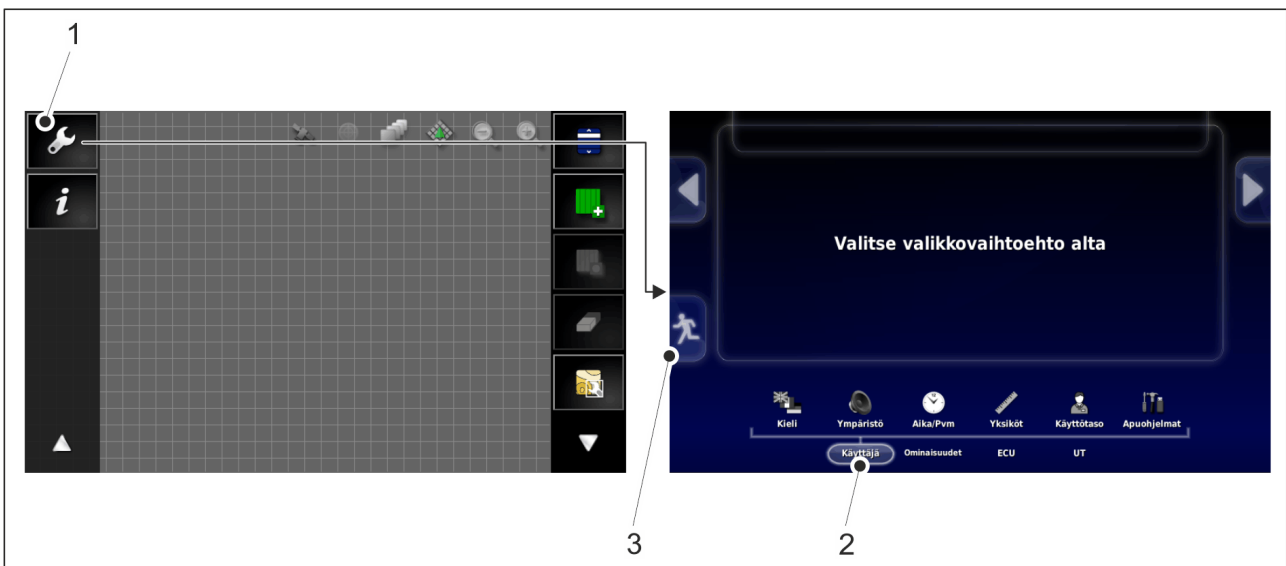 1
i
Valitse valikkovaihtoehto alta
Kieli Ympäristö Aika/Pvm Yksiköt Käyttötaso Apuohjelmat
Käyttäjä Ominaisuudet ECU UT
3 2